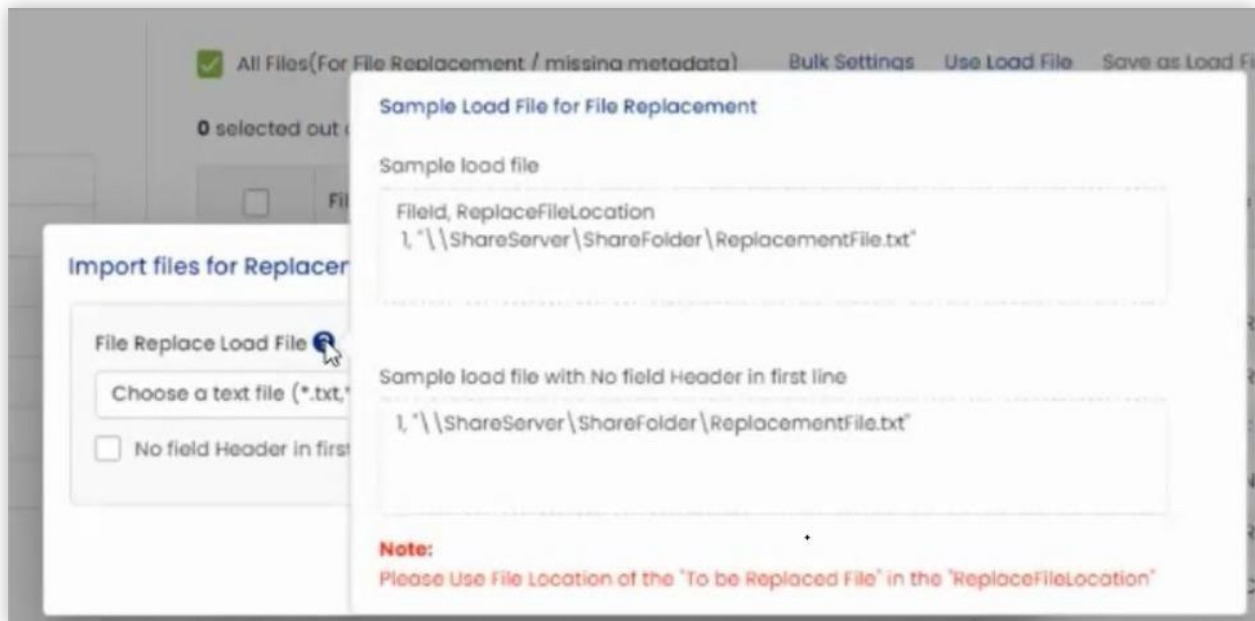 All Files(For File Replacement / missing metadata) Bulk Settings Use Load File Save as Load Fi
0 selected out
Fil
Import files for Replacer
File Replace Load File ?
Choose a text file (*.txt,*
No field Header in first
Sample Load File for File Replacement
Sample load file
FileId, ReplaceFileLocation
1, "\\ShareServer\ShareFolder\ReplacementFile.txt"
Sample load file with No field Header in first line
1, "\\ShareServer\ShareFolder\ReplacementFile.txt"
Note:
Please Use File Location of the "To be Replaced File" in the "ReplaceFileLocation"